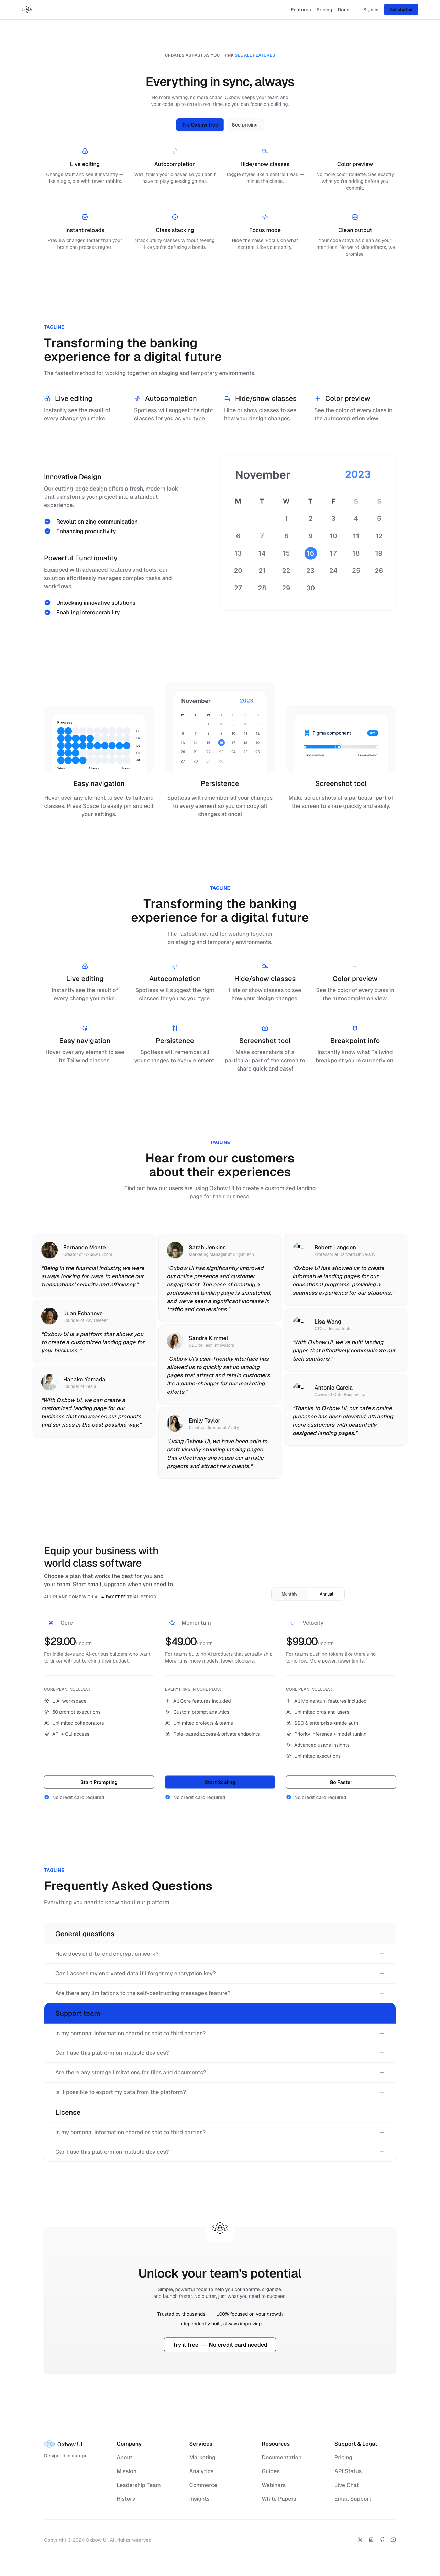 Features Pricing Docs Sign in Get started
UPDATES AS FAST AS YOU THINK SEE ALL FEATURES
Everything in sync, always
No more waiting, no more chaos. Oxbow keeps your team and
your code up to date in real time, so you can focus on building.
Try Oxbow free See pricing
Live editing
Change stuff and see it instantly —
like magic, but with fewer rabbits.
Autocompletion
We'll finish your classes so you don't
have to play guessing games.
Hide/show classes
Toggle styles like a control freak —
minus the chaos.
Color preview
No more color roulette. See exactly
what you're adding before you
commit.
Instant reloads
Preview changes faster than your
brain can process regret.
Class stacking
Stack utility classes without feeling
like you're defusing a bomb.
Focus mode
Hide the noise. Focus on what
matters. Like your sanity.
Clean output
Your code stays as clean as your
intentions. No weird side effects, we
promise.
TAGLINE
Transforming the banking
experience for a digital future
The fastest method for working together on staging and temporary environments.
Live editing
Instantly see the result of
every change you make.
Autocompletion
Spotless will suggest the right
classes for you as you type.
Hide/show classes
Hide or show classes to see
how your design changes.
Color preview
See the color of every class in
the autocompletion view.
Innovative Design
Our cutting-edge design offers a fresh, modern look
that transforms your project into a standout
experience.
Revolutionizing communication
Enhancing productivity
Powerful Functionality
Equipped with advanced features and tools, our
solution effortlessly manages complex tasks and
workflows.
Unlocking innovative solutions
Enabling interoperability
November 2023
M T W T F S S
1 2 3 4 5
6 7 8 9 10 11 12
13 14 15 16 17 18 19
20 21 22 23 24 25 26
27 28 29 30
Progress
Easy navigation
Hover over any element to see its Tailwind
classes. Press Space to easily pin and edit
your settings.
November 2023
M T W T F S S
1 2 3 4 5
6 7 8 9 10 11 12
13 14 15 16 17 18 19
20 21 22 23 24 25 26
27 28 29 30
Persistence
Spotless will remember all your changes
to every element so you can copy all
changes at once!
Figma component
Screenshot tool
Make screenshots of a particular part of
the screen to share quickly and easily.
TAGLINE
Transforming the banking
experience for a digital future
The fastest method for working together
on staging and temporary environments.
Live editing
Instantly see the result of
every change you make.
Autocompletion
Spotless will suggest the right
classes for you as you type.
Hide/show classes
Hide or show classes to see
how your design changes.
Color preview
See the color of every class in
the autocompletion view.
Easy navigation
Hover over any element to see
its Tailwind classes.
Persistence
Spotless will remember all
your changes to every element.
Screenshot tool
Make screenshots of a
particular part of the screen to
share quick and easy!
Breakpoint info
Instantly know what Tailwind
breakpoint you're currently on.
TAGLINE
Hear from our customers
about their experiences
Find out how our users are using Oxbow UI to create a customized landing
page for their business.
Fernando Monte
Creator of Oxbow UI.com
"Being in the financial industry, we were
always looking for ways to enhance our
transactions' security and efficiency."
Juan Echanove
Founder of Pay Disease
"Oxbow UI is a platform that allows you
to create a customized landing page for
your business. "
Hanako Yamada
Founder of Festa
"With Oxbow UI, we can create a
customized landing page for our
business that showcases our products
and services in the best possible way."
Sarah Jenkins
Marketing Manager at BrightTech
"Oxbow UI has significantly improved
our online presence and customer
engagement. The ease of creating a
professional landing page is unmatched,
and we've seen a significant increase in
traffic and conversions."
Sandra Kimmel
CEO of Tech Innovators
"Oxbow UI's user-friendly interface has
allowed us to quickly set up landing
pages that attract and retain customers.
It's a game-changer for our marketing
efforts."
Emily Taylor
Creative Director at Artify
"Using Oxbow UI, we have been able to
craft visually stunning landing pages
that effectively showcase our artistic
projects and attract new clients."
Robert Langdon
Professor at Harvard University
"Oxbow UI has allowed us to create
informative landing pages for our
educational programs, providing a
seamless experience for our students."
Lisa Wong
CTO of Innovatech
"With Oxbow UI, we've built landing
pages that effectively communicate our
tech solutions."
Antonio Garcia
Owner of Cafe Buenavista
"Thanks to Oxbow UI, our cafe's online
presence has been elevated, attracting
more customers with beautifully
designed landing pages."
Equip your business with
world class software
Choose a plan that works the best for you and
your team. Start small, upgrade when you need to.
ALL PLANS COME WITH A 14-DAY FREE TRIAL PERIOD.
Monthly Annual
Core
$29.00/month
For indie devs and AI-curious builders who want
to tinker without torching their budget.
CORE PLAN INCLUDES:
1 AI workspace
50 prompt executions
Unlimited collaborators
API + CLI access
Start Prompting
No credit card required
Momentum
$49.00/month
For teams building AI products that actually ship.
More runs, more models, fewer blockers.
EVERYTHING IN CORE PLUS:
All Core features included
Custom prompt analytics
Unlimited projects & teams
Role-based access & private endpoints
Start Scaling
No credit card required
Velocity
$99.00/month
For teams pushing tokens like there's no
tomorrow. More power, fewer limits.
CORE PLAN INCLUDES:
All Momentum features included
Unlimited orgs and users
SSO & enterprise-grade auth
Priority inference + model tuning
Advanced usage insights
Unlimited executions
Go Faster
No credit card required
TAGLINE
Frequently Asked Questions
Everything you need to know about our platform.
General questions
How does end-to-end encryption work?
Can I access my encrypted data if I forget my encryption key?
Are there any limitations to the self-destructing messages feature?
Support team
Is my personal information shared or sold to third parties?
Can I use this platform on multiple devices?
Are there any storage limitations for files and documents?
Is it possible to export my data from the platform?
License
Is my personal information shared or sold to third parties?
Can I use this platform on multiple devices?
Unlock your team's potential
Simple, powerful tools to help you collaborate, organize,
and launch faster. No clutter, just what you need to succeed.
Trusted by thousands 100% focused on your growth
Independently built, always improving
Try it free — No credit card needed
Oxbow UI
Designed in europe.
Company
About
Mission
Leadership Team
History
Services
Marketing
Analytics
Commerce
Insights
Resources
Documentation
Guides
Webinars
White Papers
Support & Legal
Pricing
API Status
Live Chat
Email Support
Copyright © 2024 Oxbow UI. All rights reserved.